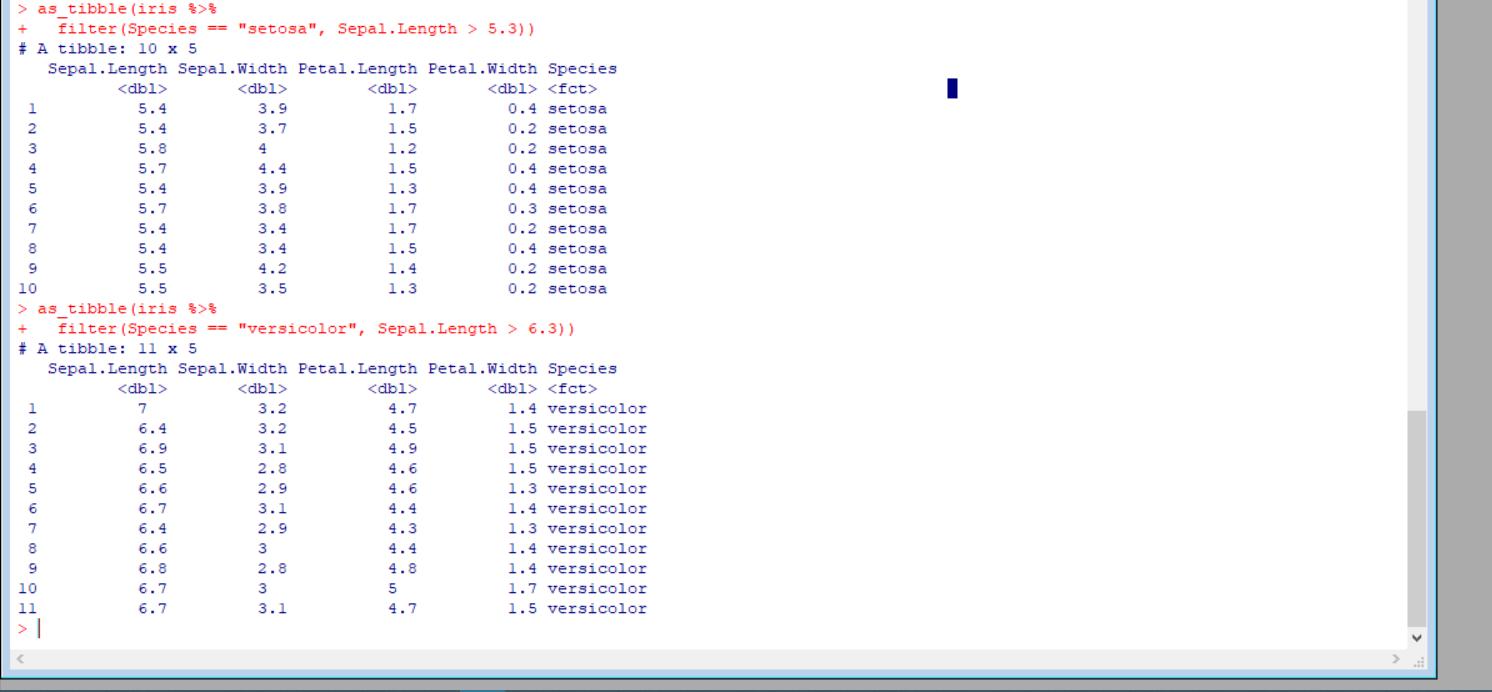 > as_tibble(iris %>%
+   filter(Species == "setosa", Sepal.Length > 5.3))
# A tibble: 10 x 5
   Sepal.Length Sepal.Width Petal.Length Petal.Width Species
          <dbl>       <dbl>        <dbl>       <dbl> <fct>
 1          5.4         3.9          1.7         0.4 setosa
 2          5.4         3.7          1.5         0.2 setosa
 3          5.8         4            1.2         0.2 setosa
 4          5.7         4.4          1.5         0.4 setosa
 5          5.4         3.9          1.3         0.4 setosa
 6          5.7         3.8          1.7         0.3 setosa
 7          5.4         3.4          1.7         0.2 setosa
 8          5.4         3.4          1.5         0.4 setosa
 9          5.5         4.2          1.4         0.2 setosa
10          5.5         3.5          1.3         0.2 setosa
> as_tibble(iris %>%
+   filter(Species == "versicolor", Sepal.Length > 6.3))
# A tibble: 11 x 5
   Sepal.Length Sepal.Width Petal.Length Petal.Width Species
          <dbl>       <dbl>        <dbl>       <dbl> <fct>
 1          7           3.2          4.7         1.4 versicolor
 2          6.4         3.2          4.5         1.5 versicolor
 3          6.9         3.1          4.9         1.5 versicolor
 4          6.5         2.8          4.6         1.5 versicolor
 5          6.6         2.9          4.6         1.3 versicolor
 6          6.7         3.1          4.4         1.4 versicolor
 7          6.4         2.9          4.3         1.3 versicolor
 8          6.6         3            4.4         1.4 versicolor
 9          6.8         2.8          4.8         1.4 versicolor
10          6.7         3            5           1.7 versicolor
11          6.7         3.1          4.7         1.5 versicolor
>